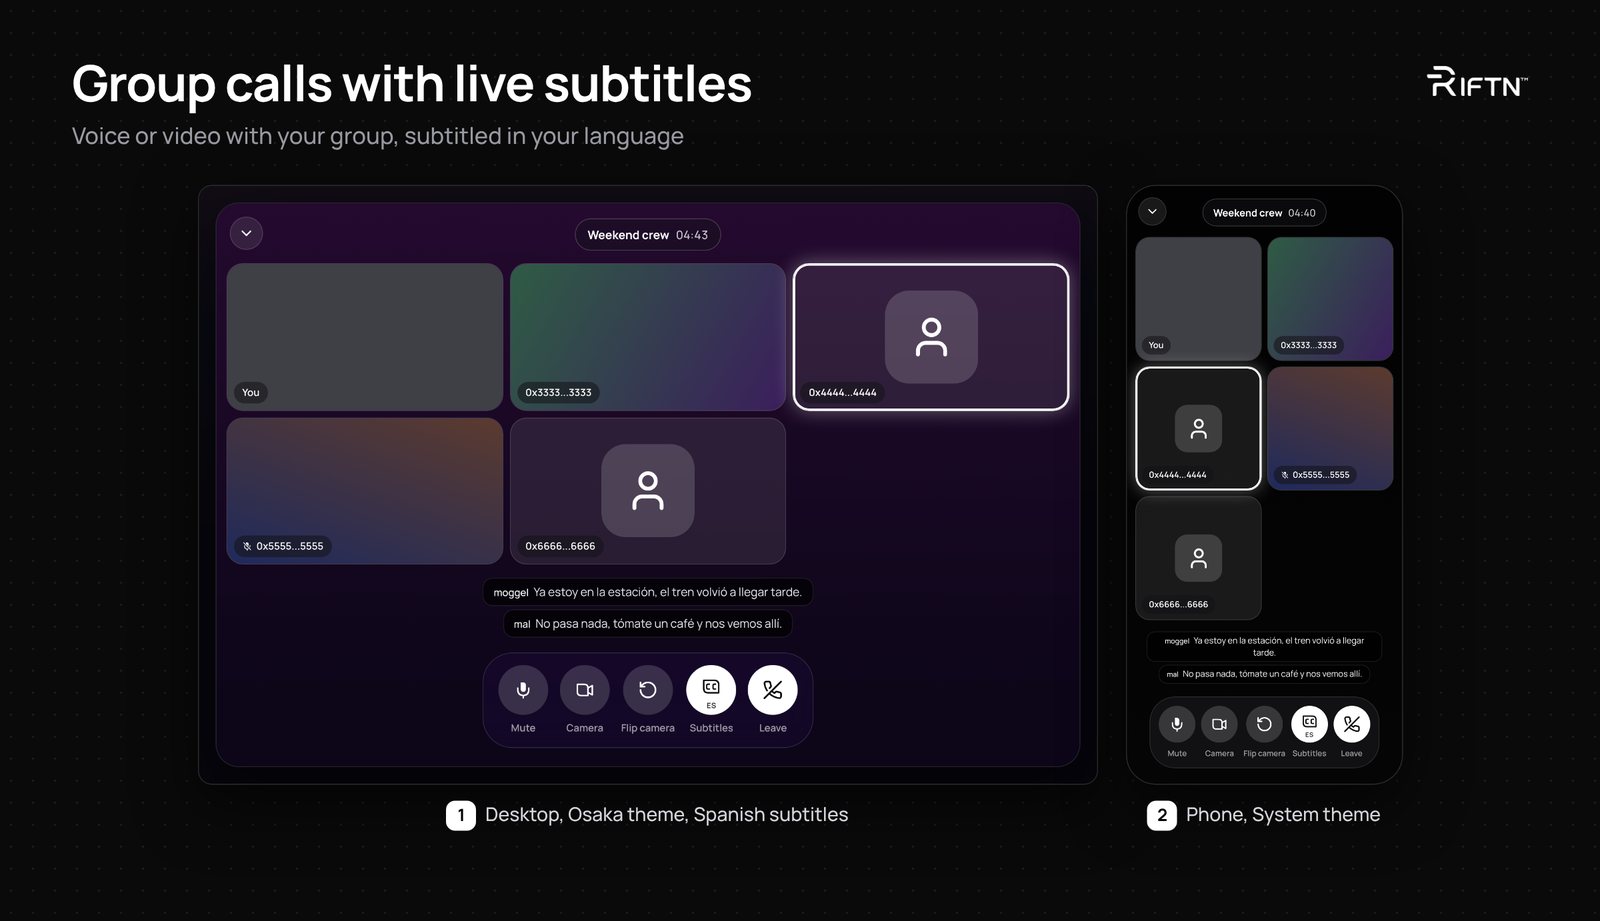 Group calls with live subtitles
RIFTN™
Voice or video with your group, subtitled in your language
Weekend crew 04:43
You
0x3333...3333
0x4444...4444
0x5555...5555
0x6666...6666
moggel Ya estoy en la estación, el tren volvió a llegar tarde.
mal No pasa nada, tómate un café y nos vemos allí.
CC
ES
Mute
Camera
Flip camera
Subtitles
Leave
1 Desktop, Osaka theme, Spanish subtitles
Weekend crew 04:40
You
0x3333...3333
0x4444...4444
0x5555...5555
0x6666...6666
moggel Ya estoy en la estación, el tren volvió a llegar
tarde.
mal No pasa nada, tómate un café y nos vemos allí.
CC
ES
Mute
Camera
Flip camera
Subtitles
Leave
2 Phone, System theme